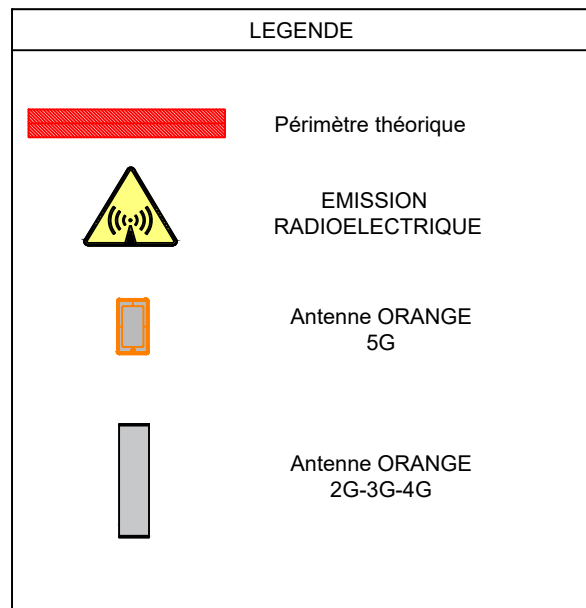 LEGENDE
Périmètre théorique
EMISSION
RADIOELECTRIQUE
Antenne ORANGE
5G
Antenne ORANGE
2G-3G-4G